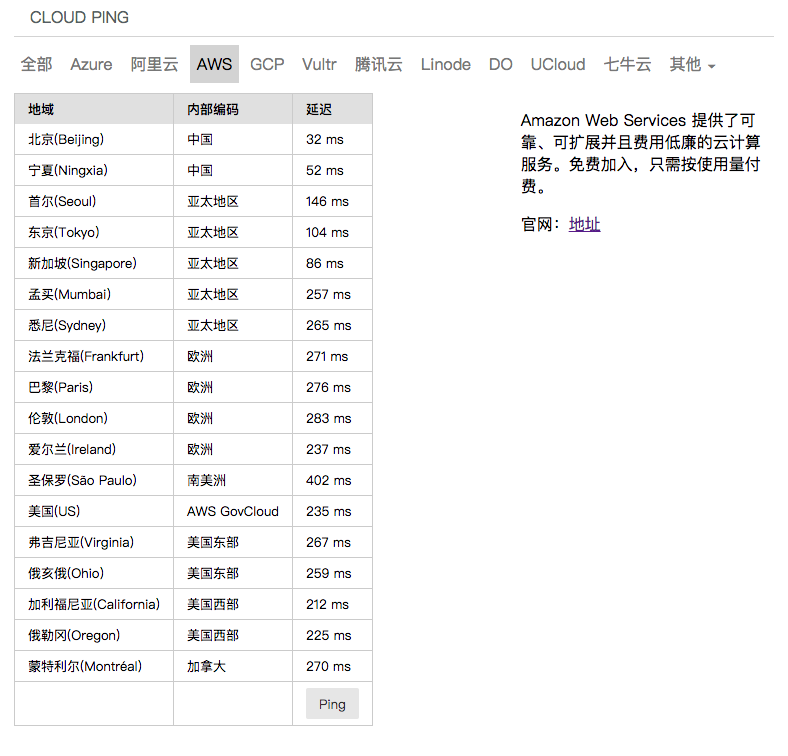 CLOUD PING
全部 Azure 阿里云 AWS GCP Vultr 腾讯云 Linode DO UCloud 七牛云 其他
地域 内部编码 延迟
北京(Beijing) 中国 32 ms
宁夏(Ningxia) 中国 52 ms
首尔(Seoul) 亚太地区 146 ms
东京(Tokyo) 亚太地区 104 ms
新加坡(Singapore) 亚太地区 86 ms
孟买(Mumbai) 亚太地区 257 ms
悉尼(Sydney) 亚太地区 265 ms
法兰克福(Frankfurt) 欧洲 271 ms
巴黎(Paris) 欧洲 276 ms
伦敦(London) 欧洲 283 ms
爱尔兰(Ireland) 欧洲 237 ms
圣保罗(São Paulo) 南美洲 402 ms
美国(US) AWS GovCloud 235 ms
弗吉尼亚(Virginia) 美国东部 267 ms
俄亥俄(Ohio) 美国东部 259 ms
加利福尼亚(California) 美国西部 212 ms
俄勒冈(Oregon) 美国西部 225 ms
蒙特利尔(Montréal) 加拿大 270 ms
Ping
Amazon Web Services 提供了可
靠、可扩展并且费用低廉的云计算
服务。免费加入，只需按使用量付
费。
官网：地址